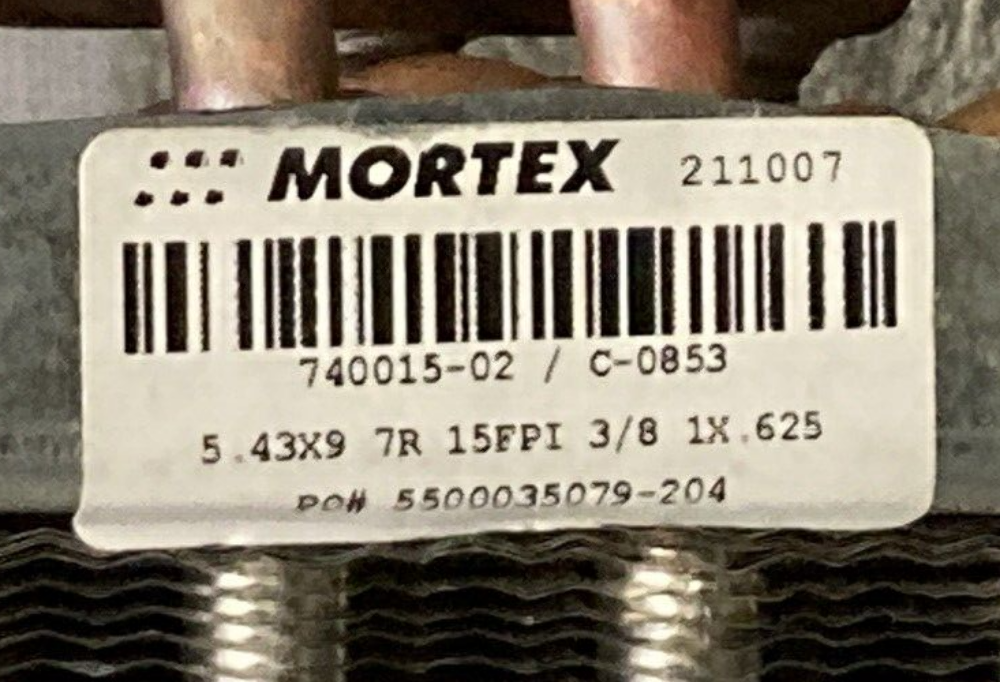 MORTEX 211007
740015-02 / C-0853
5.43X9 7R 15FPI 3/8 1X.625
PO# 5500035079-204